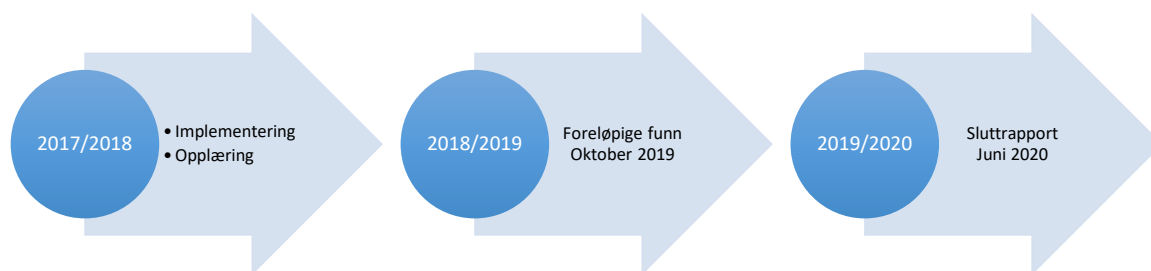 2017/2018
• Implementering
• Opplæring
2018/2019
Foreløpige funn
Oktober 2019
2019/2020
Sluttrapport
Juni 2020